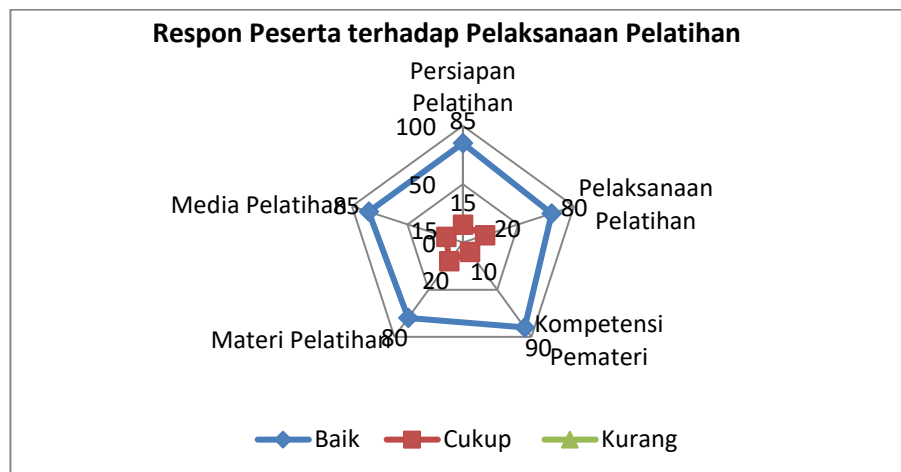 Respon Peserta terhadap Pelaksanaan Pelatihan
Persiapan
Pelatihan
85
100
50
15
Pelaksanaan
Pelatihan
80
20
Media Pelatihan
85
15
0
20
10
Kompetensi
Pemateri
90
Materi Pelatihan
80
Baik
Cukup
Kurang